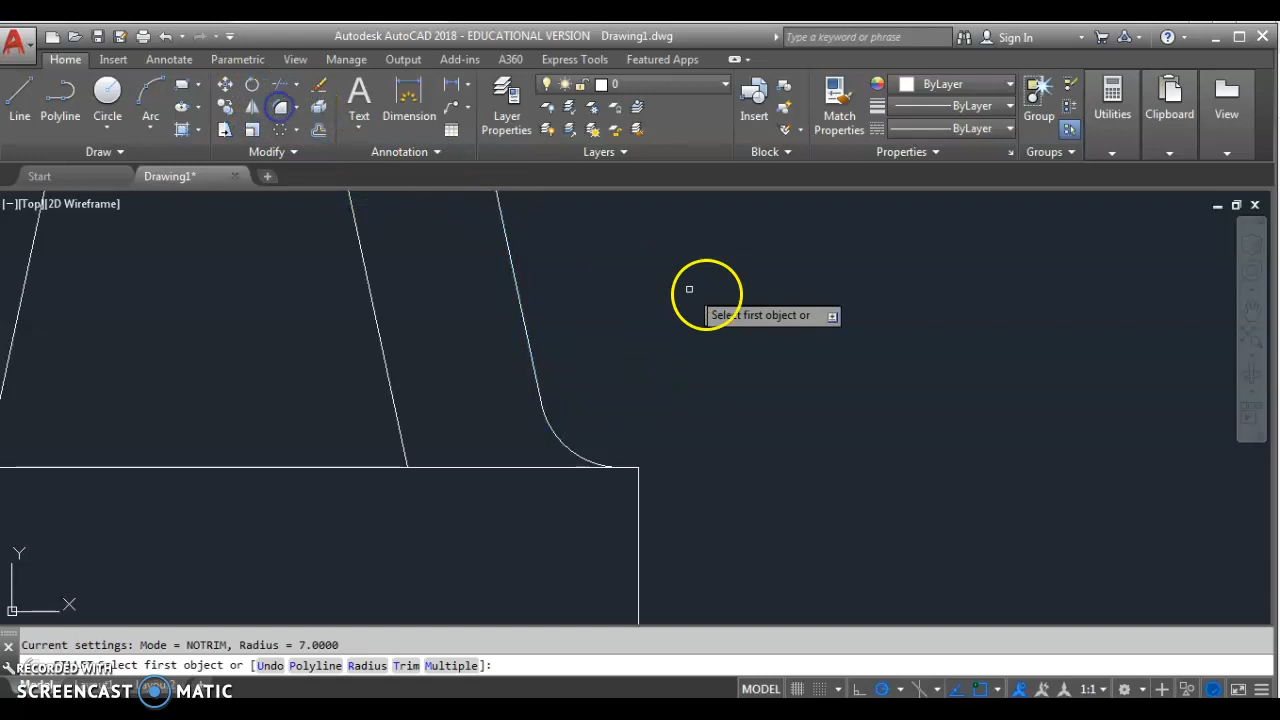 Autodesk AutoCAD 2018 - EDUCATIONAL VERSION Drawing1.dwg
Type a keyword or phrase
Sign In
Home Insert Annotate Parametric View Manage Output Add-ins A360 Express Tools Featured Apps
0
ByLayer
ByLayer
ByLayer
Line Polyline Circle Arc
Text Dimension
Layer Properties
Insert
Match Properties
Group
Utilities
Clipboard
View
Draw Modify Annotation Layers Block Properties Groups
Start Drawing1*
[−][Top][2D Wireframe]
Select first object or
Y
X
Current settings: Mode = NOTRIM, Radius = 7.0000
Select first object or [Undo Polyline Radius Trim Multiple]:
RECORDED WITH
SCREENCAST MATIC
MODEL
1:1